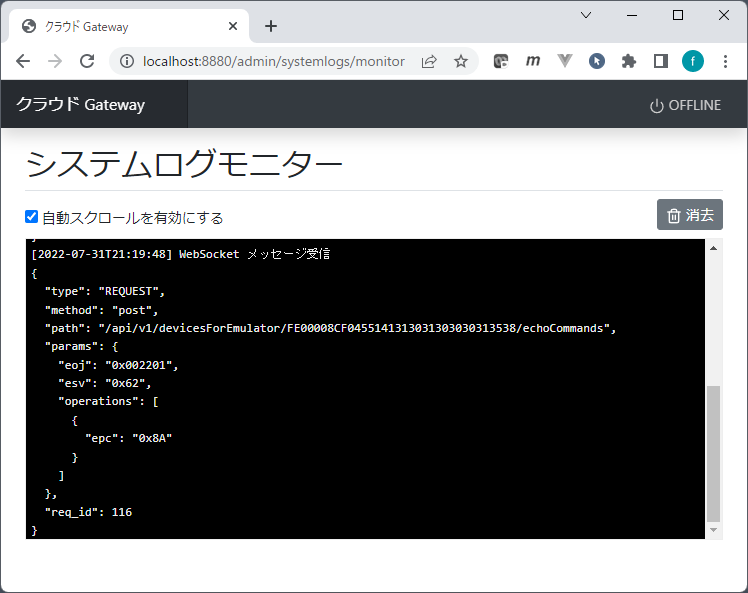 クラウド Gateway
localhost:8880/admin/systemlogs/monitor
m
f
クラウド Gateway
OFFLINE
システムログモニター
自動スクロールを有効にする
消去
[2022-07-31T21:19:48] WebSocket メッセージ受信
{
"type": "REQUEST",
"method": "post",
"path": "/api/v1/devicesForEmulator/FE00008CF0455141313031303030313538/echoCommands",
"params": {
"eoj": "0x002201",
"esv": "0x62",
"operations": [
{
"epc": "0x8A"
}
]
},
"req_id": 116
}